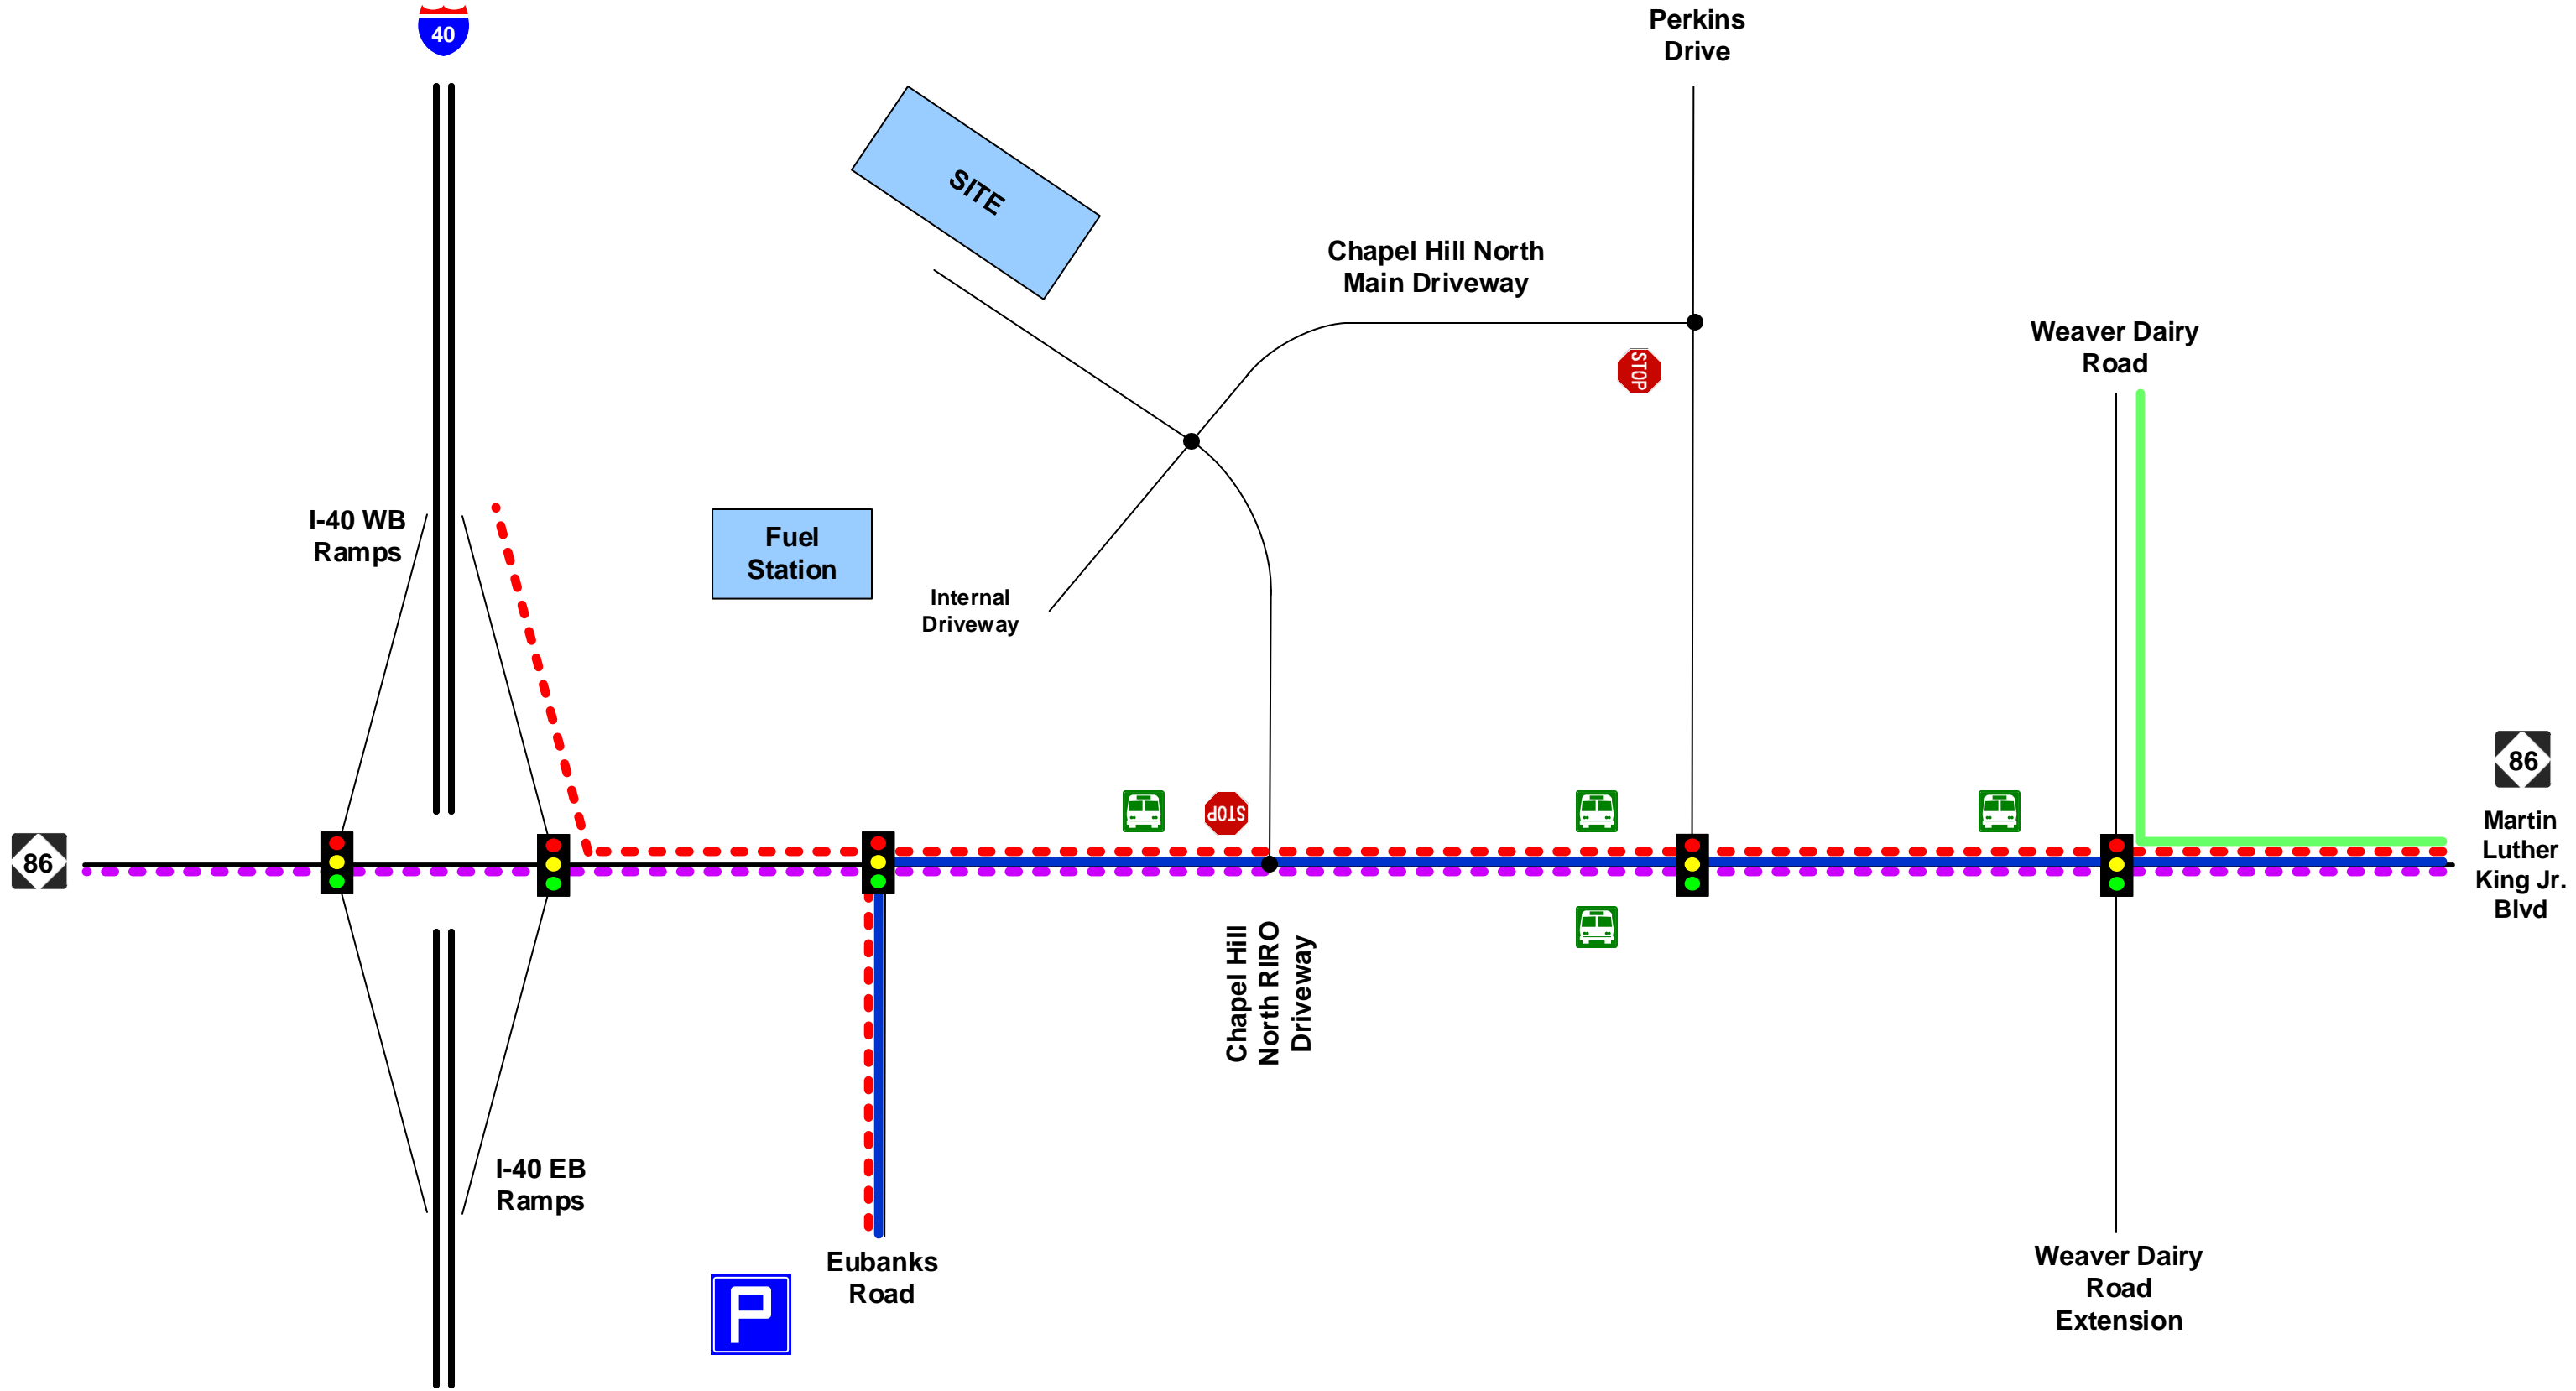 40
Perkins
Drive
SITE
Chapel Hill North
Main Driveway
STOP
Weaver Dairy
Road
I-40 WB
Ramps
Fuel
Station
Internal
Driveway
86
STOP
86
Martin
Luther
King Jr.
Blvd
Chapel Hill
North RIRO
Driveway
I-40 EB
Ramps
Eubanks
Road
P
Weaver Dairy
Road
Extension